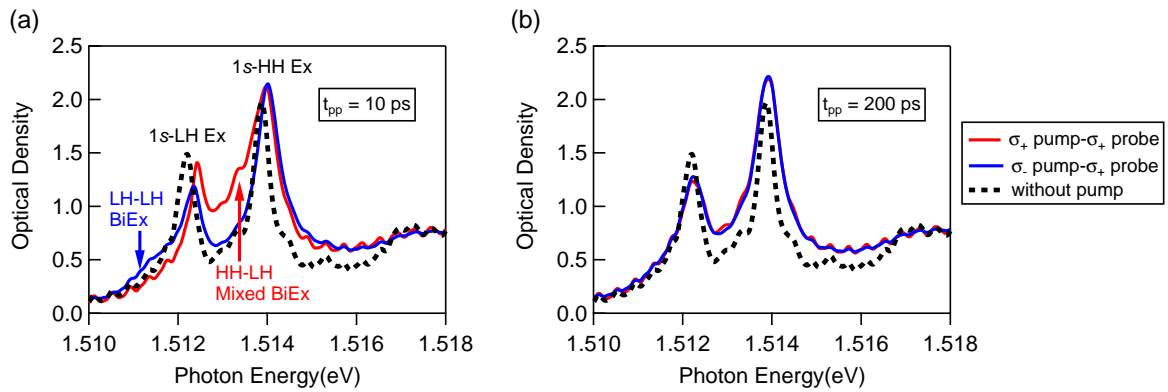 (a)
2.5
2.0
1.5
1.0
0.5
0.0
Optical Density
1s-HH Ex
t_pp = 10 ps
1s-LH Ex
LH-LH
BiEx
HH-LH
Mixed BiEx
1.510 1.512 1.514 1.516 1.518
Photon Energy(eV)
(b)
2.5
2.0
1.5
1.0
0.5
0.0
Optical Density
t_pp = 200 ps
1.510 1.512 1.514 1.516 1.518
Photon Energy(eV)
σ₊ pump-σ₊ probe
σ₋ pump-σ₊ probe
without pump